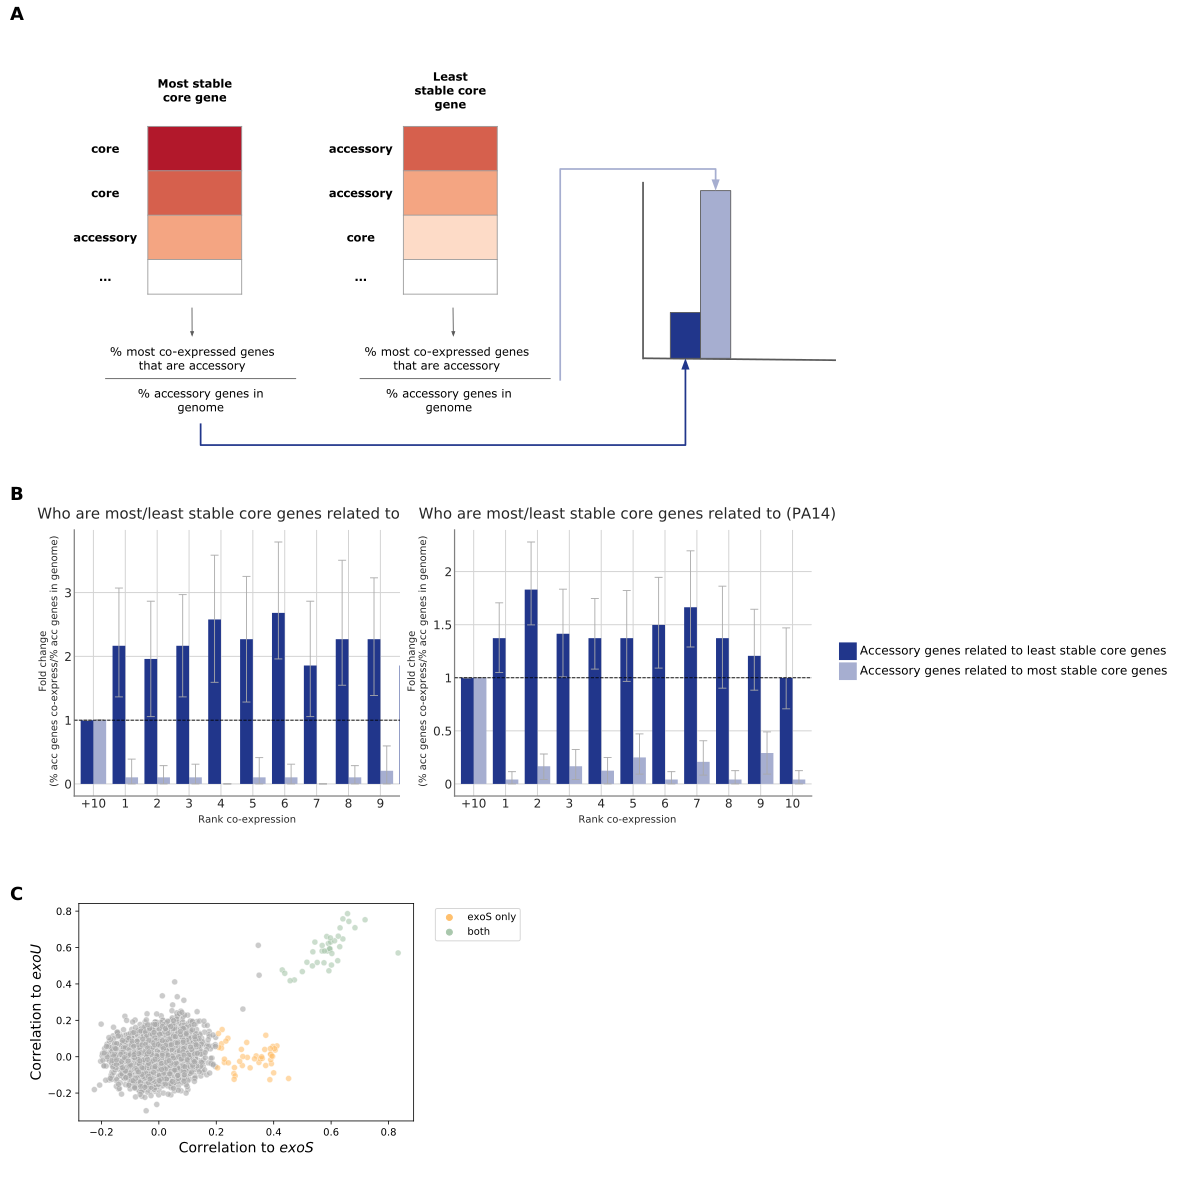 A
Most stable
core gene
Least
stable core
gene
core
core
accessory
...
accessory
accessory
core
...
% most co-expressed genes
that are accessory
% accessory genes in
genome
% most co-expressed genes
that are accessory
% accessory genes in
genome
B
Who are most/least stable core genes related to
Fold change
(% acc genes co-express/% acc genes in genome)
3
2
1
0
+10 1 2 3 4 5 6 7 8 9
Rank co-expression
Who are most/least stable core genes related to (PA14)
Fold change
(% acc genes co-express/% acc genes in genome)
2
1.5
1
0.5
0
+10 1 2 3 4 5 6 7 8 9 10
Rank co-expression
Accessory genes related to least stable core genes
Accessory genes related to most stable core genes
C
Correlation to exoU
0.8
0.6
0.4
0.2
0.0
−0.2
−0.2 0.0 0.2 0.4 0.6 0.8
Correlation to exoS
exoS only
both